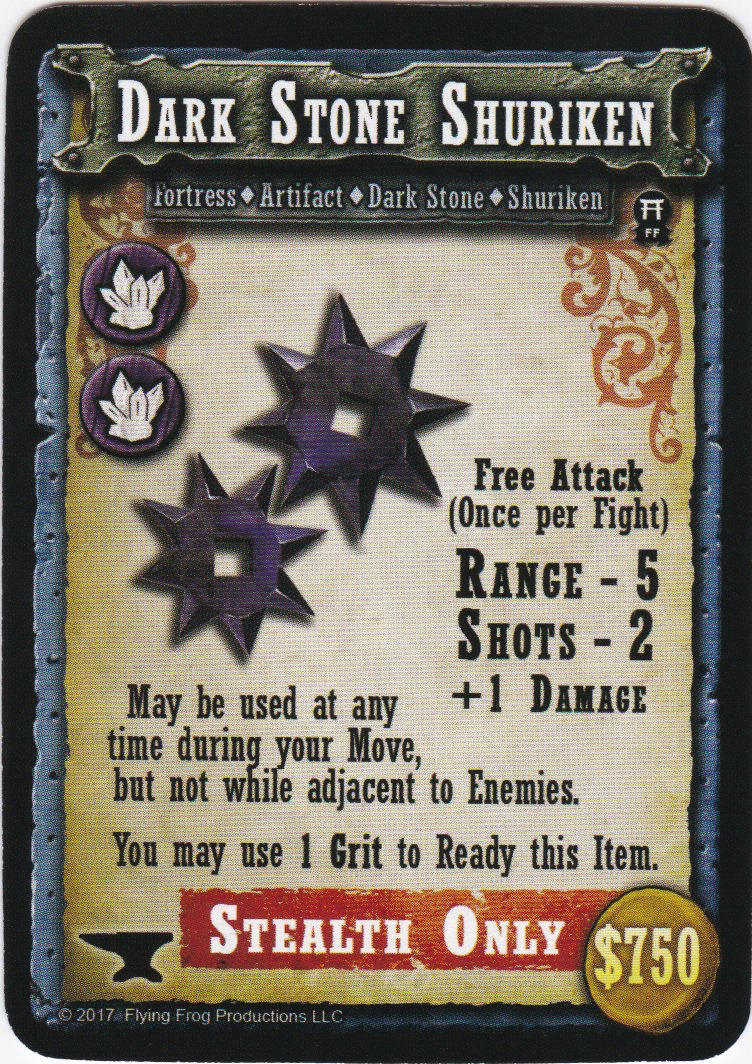 Dark Stone Shuriken
Fortress ◆ Artifact ◆ Dark Stone ◆ Shuriken
FF
Free Attack
(Once per Fight)
Range - 5
Shots - 2
+1 Damage
May be used at any
time during your Move,
but not while adjacent to Enemies.
You may use 1 Grit to Ready this Item.
Stealth Only
$750
© 2017 Flying Frog Productions LLC